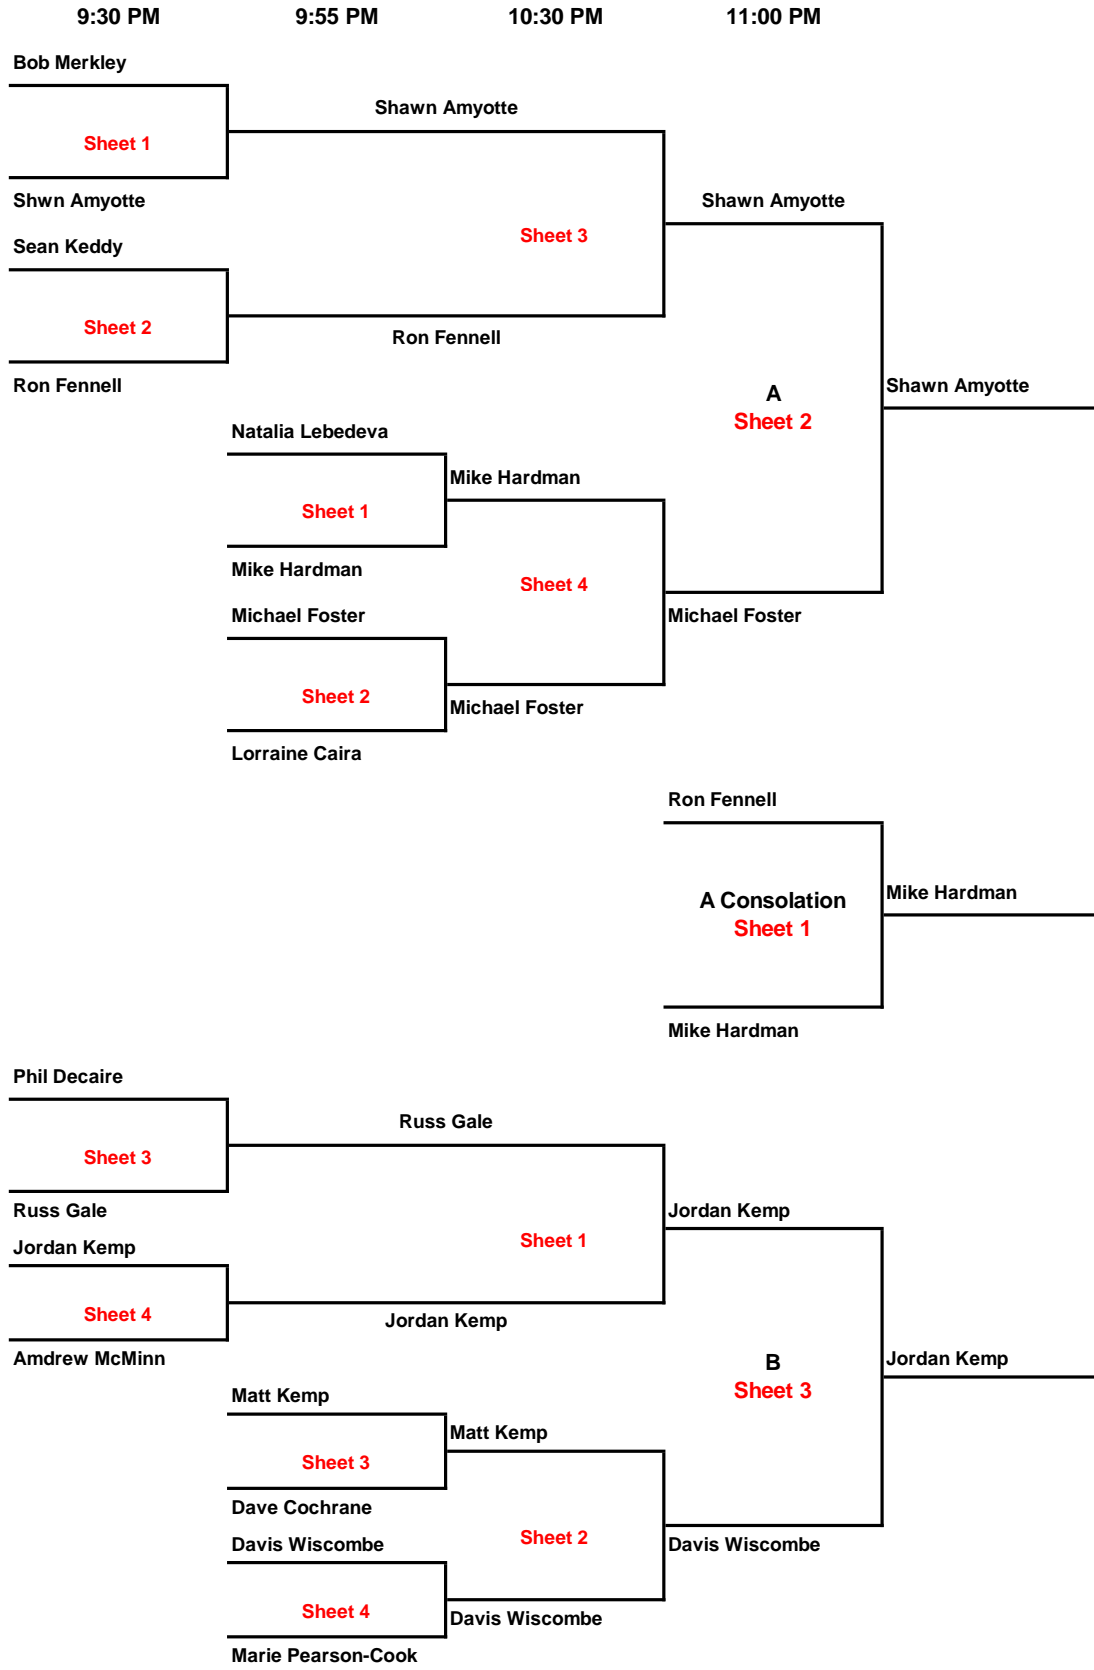 9:30 PM 9:55 PM 10:30 PM 11:00 PM
Bob Merkley
Shawn Amyotte
Sheet 1
Shwn Amyotte
Shawn Amyotte
Sean Keddy
Sheet 3
Sheet 2
Ron Fennell
Ron Fennell
A
Shawn Amyotte
Sheet 2
Natalia Lebedeva
Mike Hardman
Sheet 1
Mike Hardman
Sheet 4
Michael Foster
Michael Foster
Sheet 2
Michael Foster
Lorraine Caira
Ron Fennell
A Consolation
Mike Hardman
Sheet 1
Mike Hardman
Phil Decaire
Russ Gale
Sheet 3
Russ Gale
Jordan Kemp
Jordan Kemp
Sheet 1
Sheet 4
Jordan Kemp
Amdrew McMinn
B
Jordan Kemp
Sheet 3
Matt Kemp
Matt Kemp
Sheet 3
Dave Cochrane
Sheet 2
Davis Wiscombe
Davis Wiscombe
Sheet 4
Davis Wiscombe
Marie Pearson-Cook